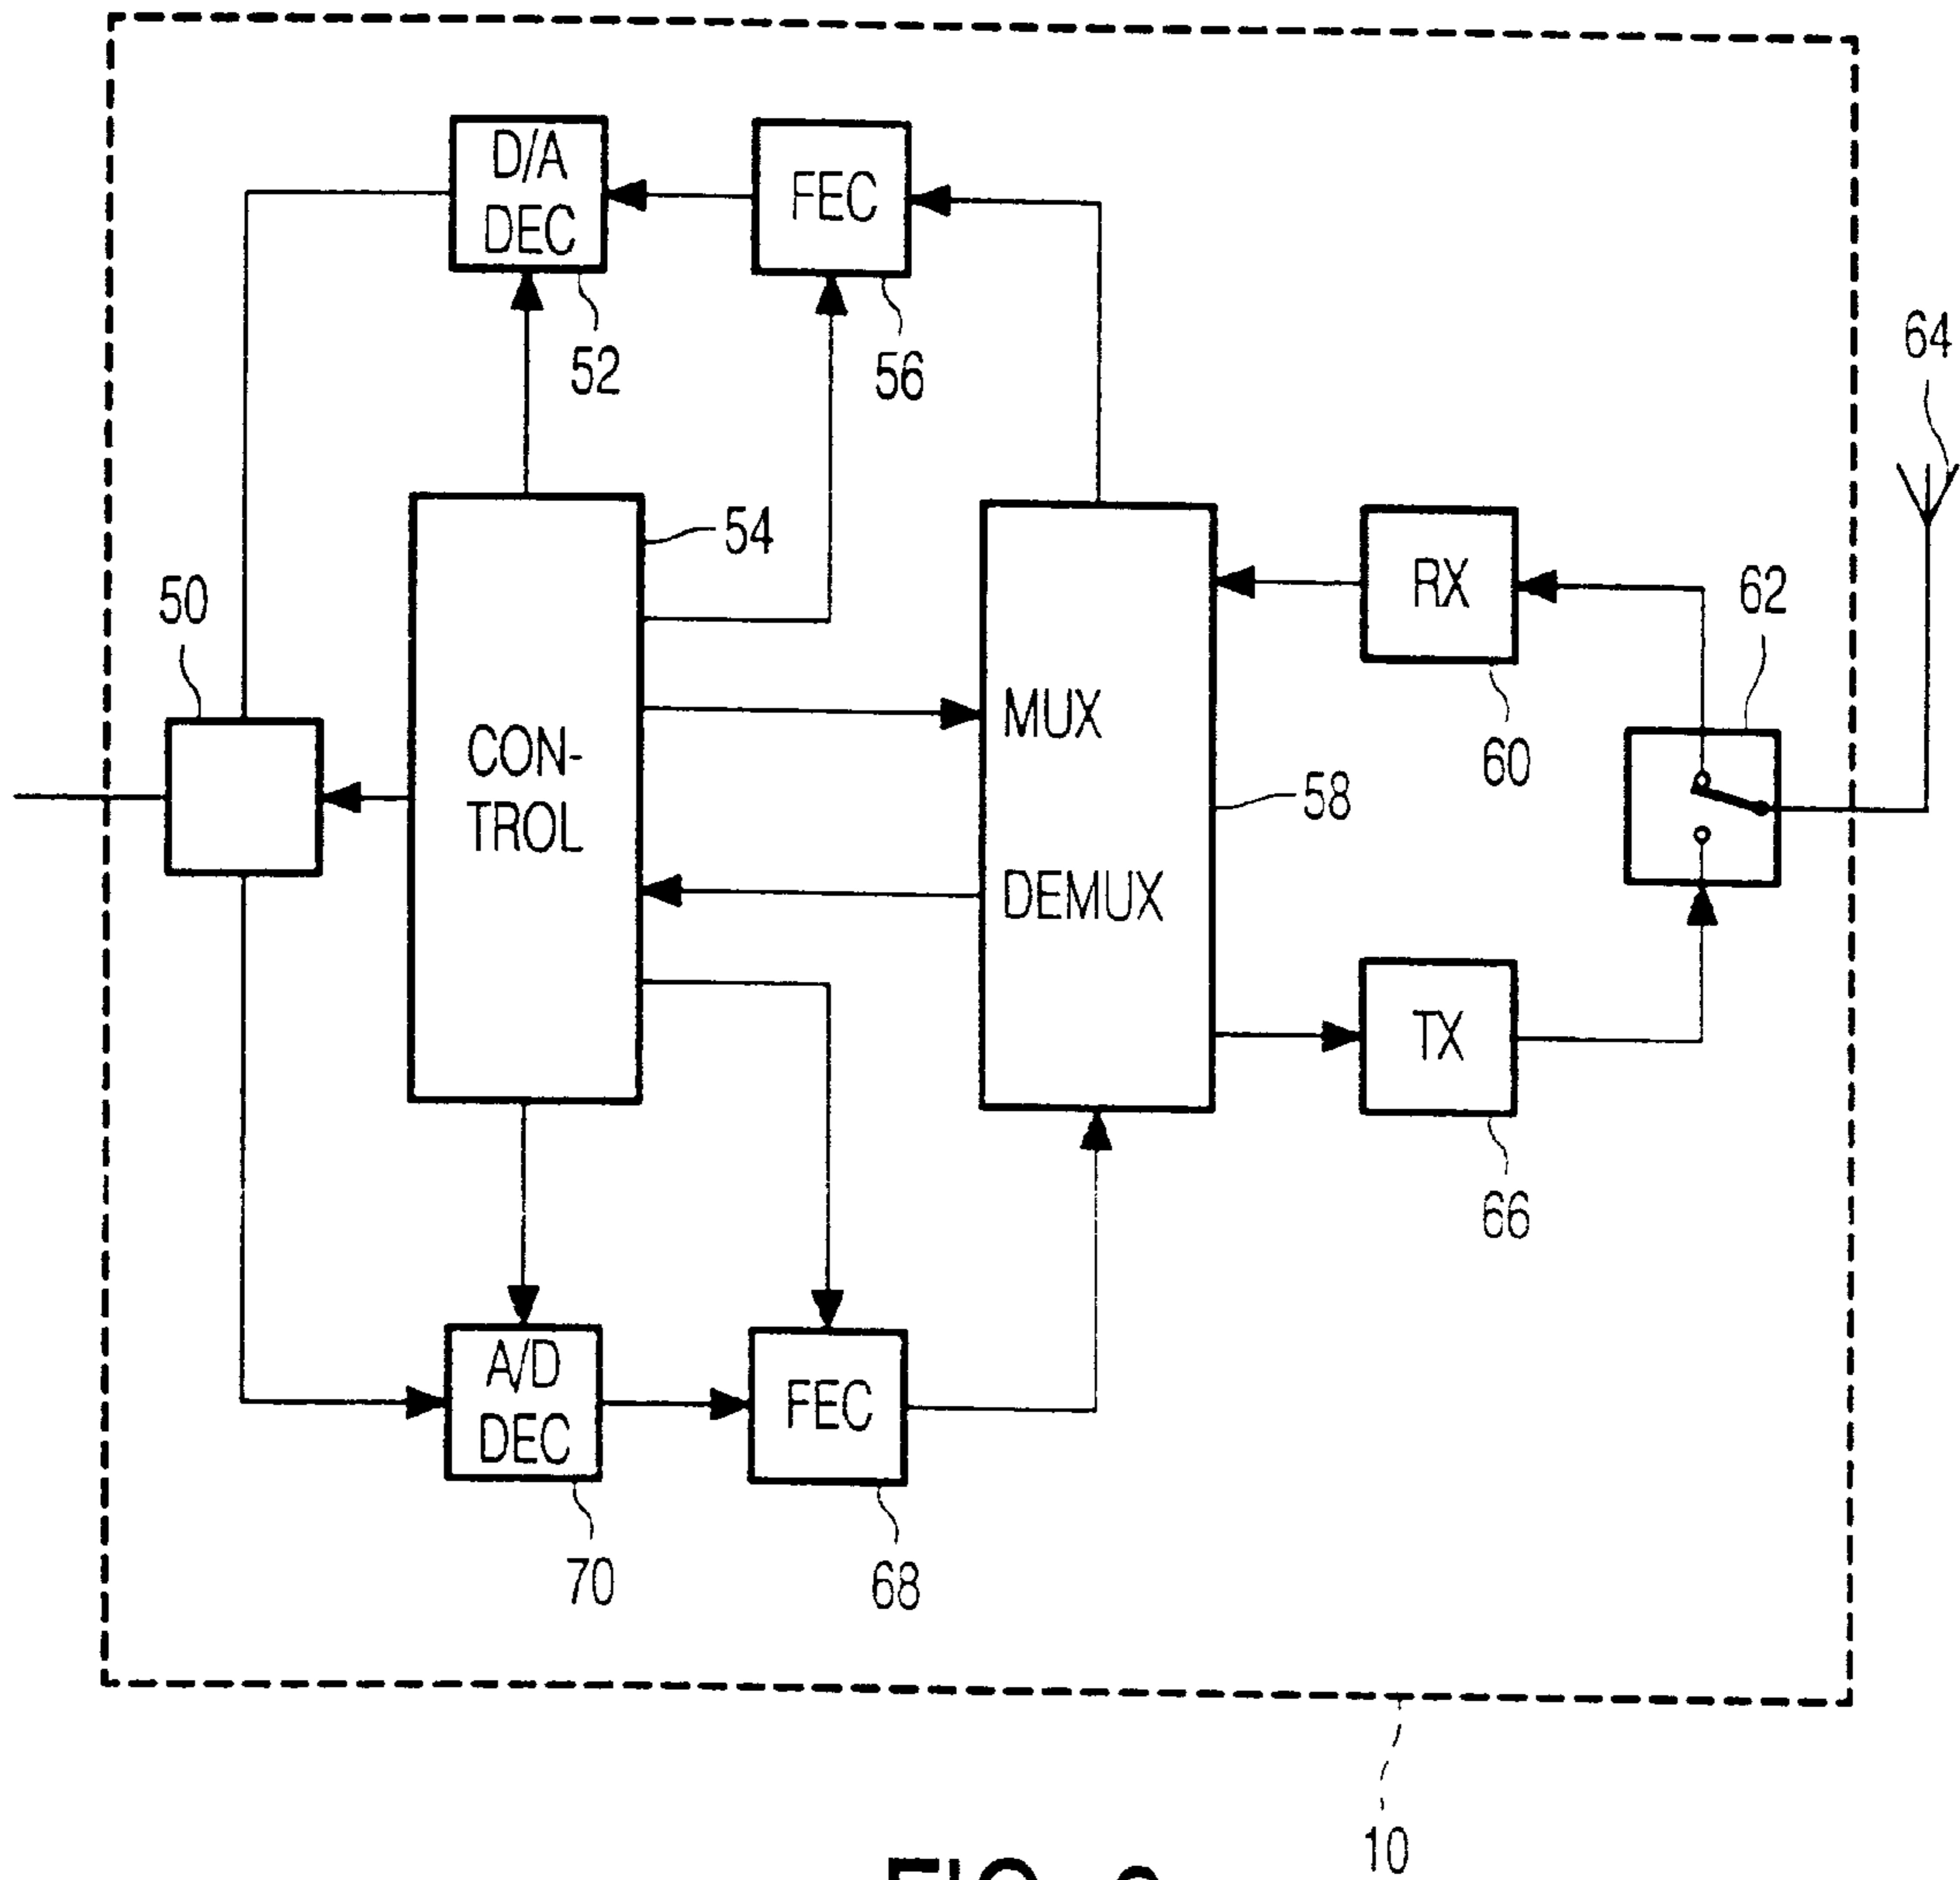 D/A
DEC
FEC
52
56
64
54
50
RX
62
CON-
TROL
MUX
60
58
DEMUX
TX
66
A/D
DEC
FEC
70
68
10